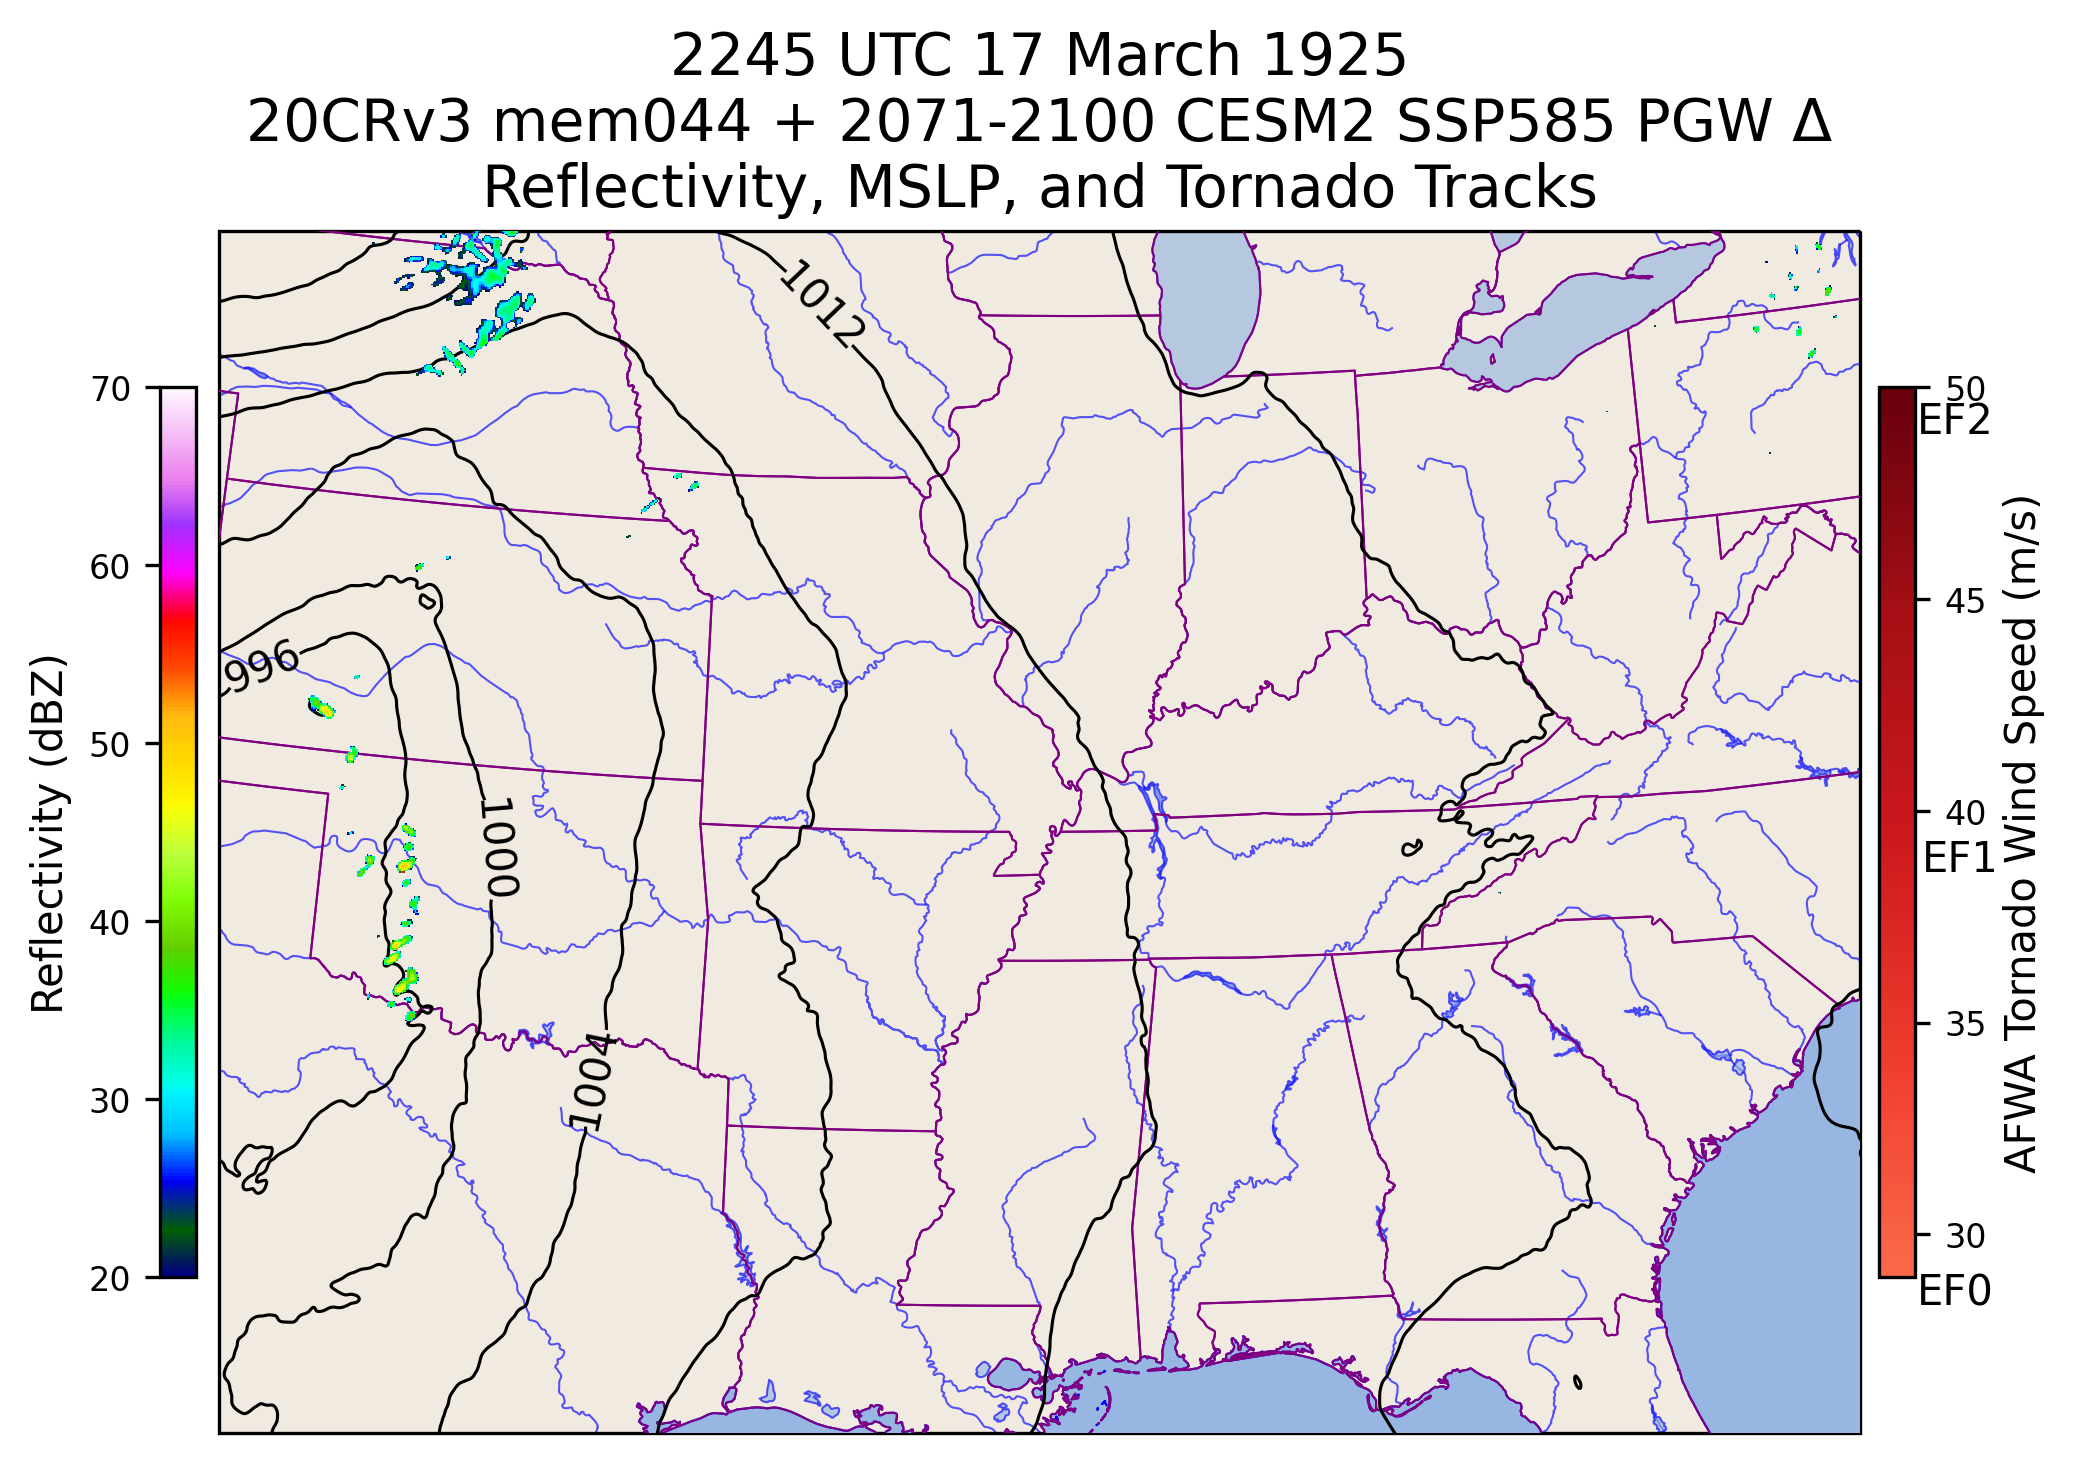 2245 UTC 17 March 1925
20CRv3 mem044 + 2071-2100 CESM2 SSP585 PGW Δ
Reflectivity, MSLP, and Tornado Tracks
Reflectivity (dBZ)
70
60
50
40
30
20
1012
996
1000
1004
50
EF2
45
40
EF1
35
30
EF0
AFWA Tornado Wind Speed (m/s)